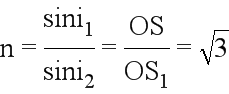 n = sini₁ / sini₂ = OS / OS₁ = √3